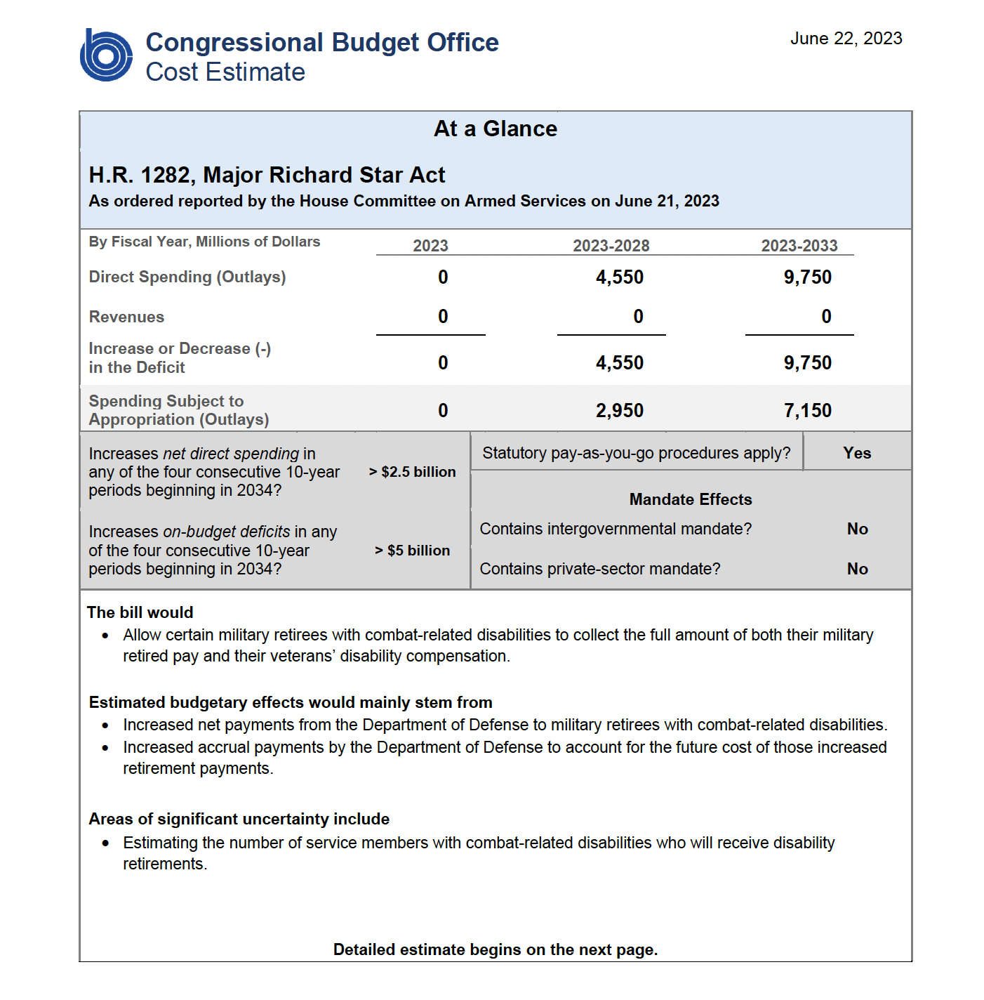 Congressional Budget Office
Cost Estimate
June 22, 2023
At a Glance
H.R. 1282, Major Richard Star Act
As ordered reported by the House Committee on Armed Services on June 21, 2023
By Fiscal Year, Millions of Dollars 2023 2023-2028 2023-2033
Direct Spending (Outlays) 0 4,550 9,750
Revenues 0 0 0
Increase or Decrease (-)
in the Deficit 0 4,550 9,750
Spending Subject to
Appropriation (Outlays) 0 2,950 7,150
Increases net direct spending in
any of the four consecutive 10-year
periods beginning in 2034?
> $2.5 billion
Statutory pay-as-you-go procedures apply? Yes
Increases on-budget deficits in any
of the four consecutive 10-year
periods beginning in 2034?
> $5 billion
Mandate Effects
Contains intergovernmental mandate? No
Contains private-sector mandate? No
The bill would
• Allow certain military retirees with combat-related disabilities to collect the full amount of both their military
retired pay and their veterans’ disability compensation.
Estimated budgetary effects would mainly stem from
• Increased net payments from the Department of Defense to military retirees with combat-related disabilities.
• Increased accrual payments by the Department of Defense to account for the future cost of those increased
retirement payments.
Areas of significant uncertainty include
• Estimating the number of service members with combat-related disabilities who will receive disability
retirements.
Detailed estimate begins on the next page.